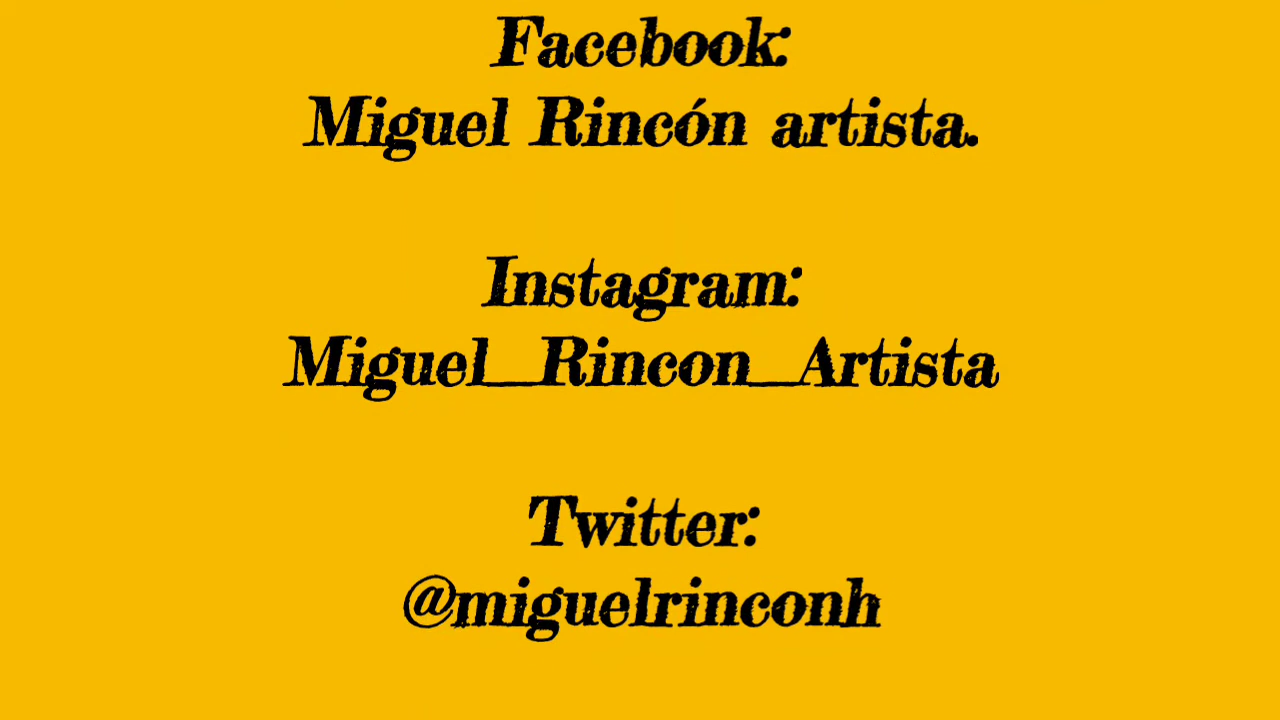 Facebook:
Miguel Rincón artista.
Instagram:
Miguel_Rincon_Artista
Twitter:
@miguelrinconh